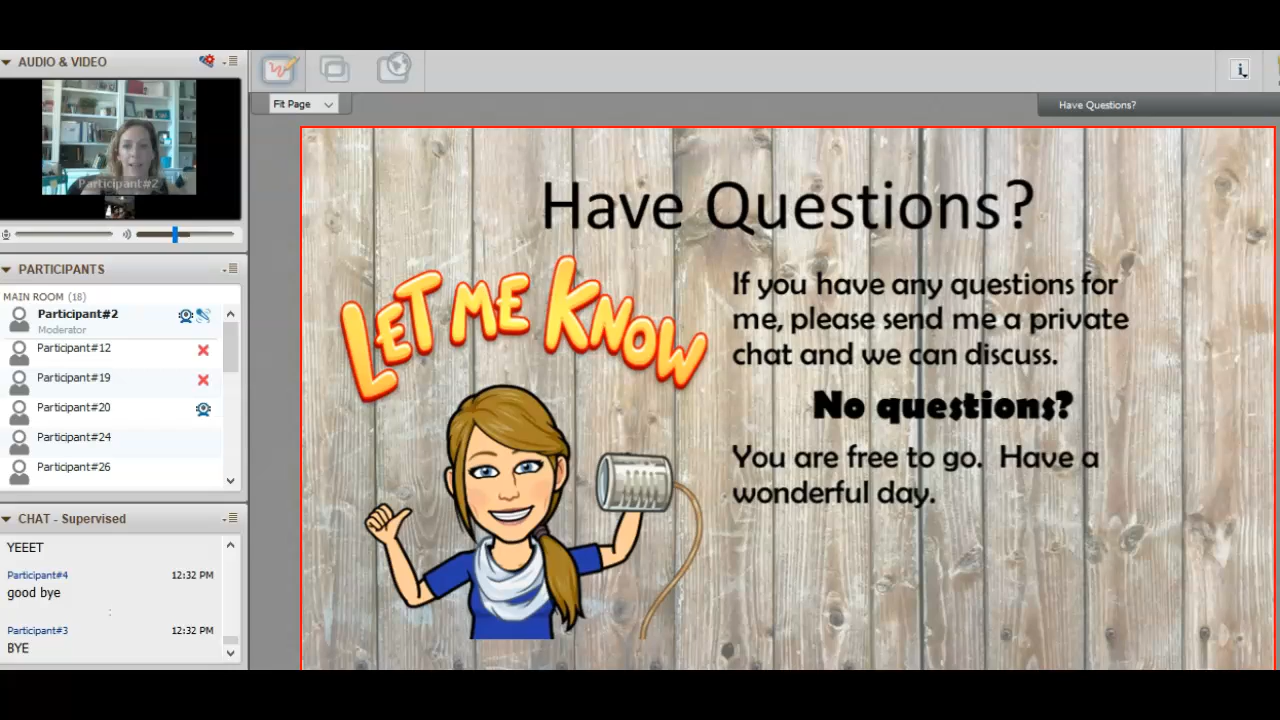 AUDIO & VIDEO
Participant#2
PARTICIPANTS
MAIN ROOM (18)
Participant#2
Moderator
Participant#12
Participant#19
Participant#20
Participant#24
Participant#26
CHAT - Supervised
YEEET
Participant#4 12:32 PM
good bye
Participant#3 12:32 PM
BYE
Fit Page
Have Questions?
Have Questions?
LET ME KNOW
If you have any questions for
me, please send me a private
chat and we can discuss.
No questions?
You are free to go. Have a
wonderful day.